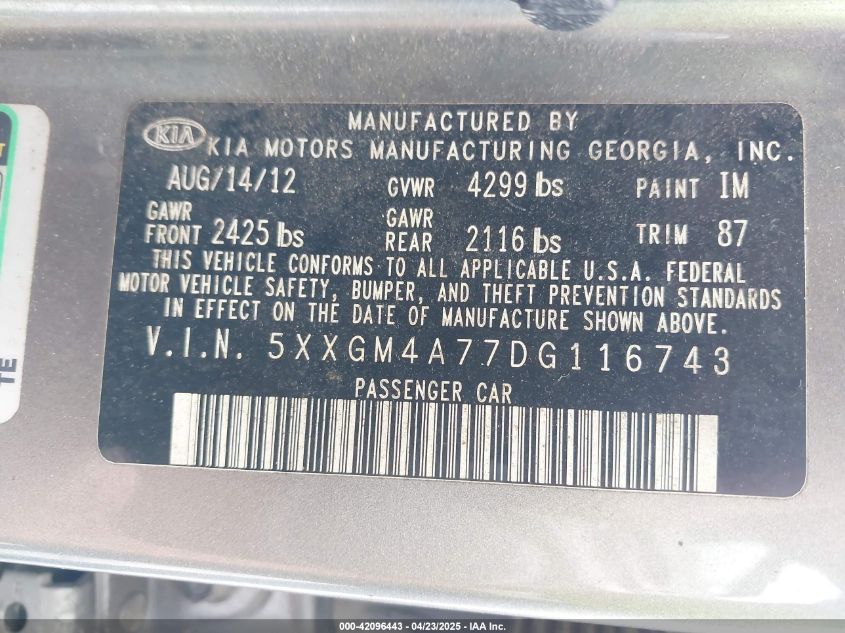 MANUFACTURED BY
KIA KIA MOTORS MANUFACTURING GEORGIA, INC.
AUG/14/12 GVWR 4299 lbs PAINT IM
GAWR FRONT 2425 lbs GAWR REAR 2116 lbs TRIM 87
THIS VEHICLE CONFORMS TO ALL APPLICABLE U.S.A. FEDERAL
MOTOR VEHICLE SAFETY, BUMPER, AND THEFT PREVENTION STANDARDS
IN EFFECT ON THE DATE OF MANUFACTURE SHOWN ABOVE.
V.I.N. 5XXGM4A77DG116743
PASSENGER CAR
TE
000-42096443 - 04/23/2025 - IAA Inc.